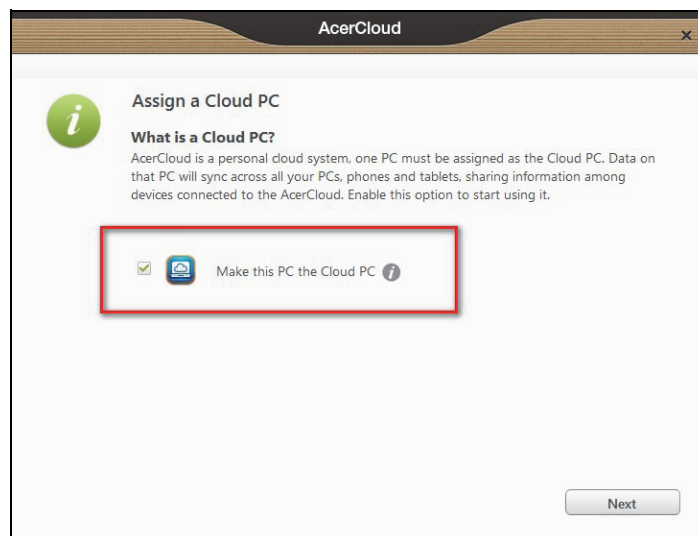 AcerCloud
Assign a Cloud PC
What is a Cloud PC?
AcerCloud is a personal cloud system, one PC must be assigned as the Cloud PC. Data on
that PC will sync across all your PCs, phones and tablets, sharing information among
devices connected to the AcerCloud. Enable this option to start using it.
Make this PC the Cloud PC
Next